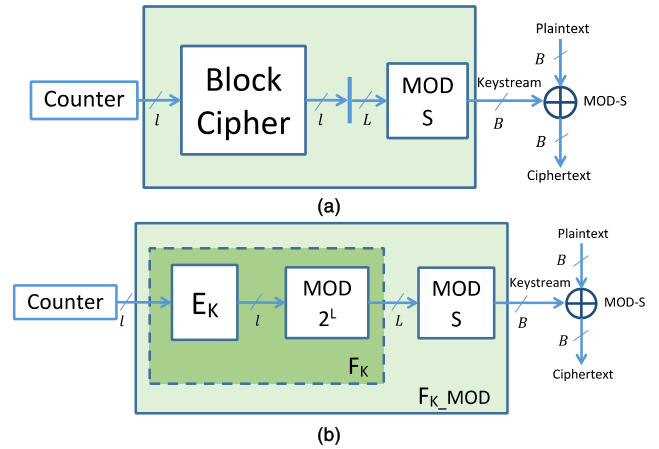 Plaintext
B
Counter
l
Block
Cipher
l
L
MOD
S
Keystream
B
MOD-S
B
Ciphertext
(a)
Plaintext
B
Counter
l
E_K
l
MOD
2^L
L
MOD
S
Keystream
B
MOD-S
B
F_K
Ciphertext
F_K_MOD
(b)